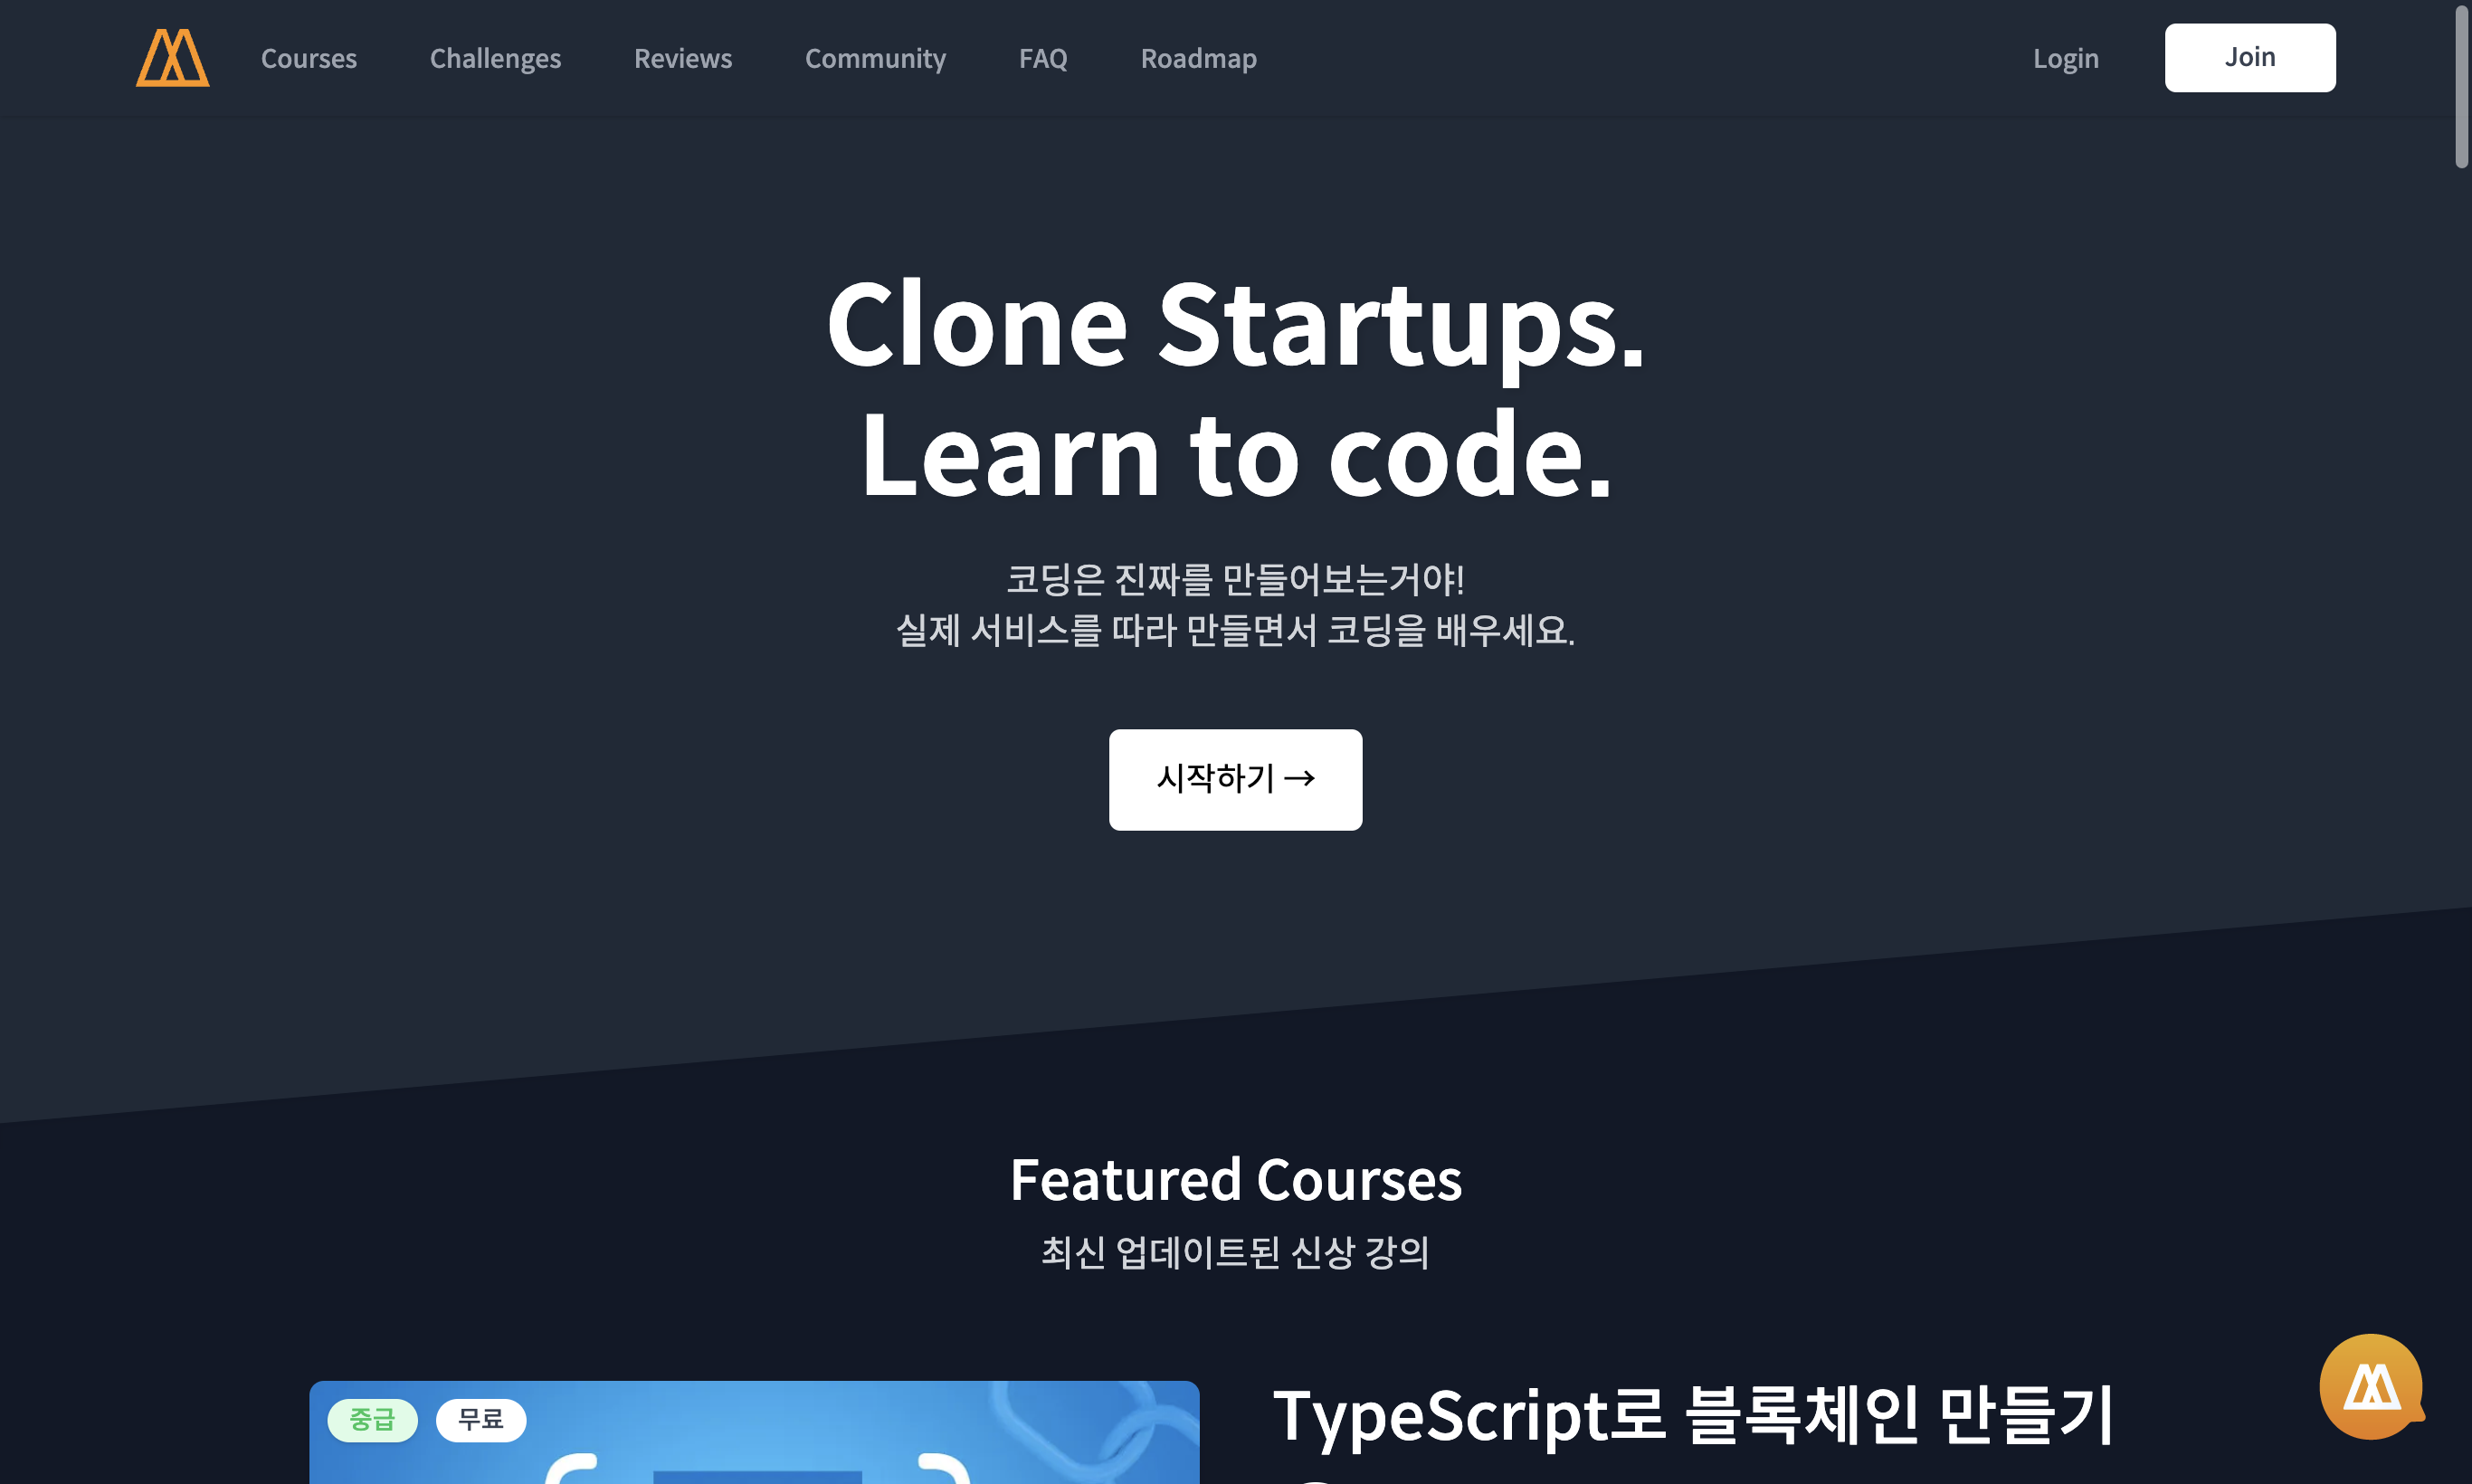 Courses
Challenges
Reviews
Community
FAQ
Roadmap
Login
Join
Clone Startups.
Learn to code.
코딩은 진짜를 만들어보는거야!
실제 서비스를 따라 만들면서 코딩을 배우세요.
시작하기 →
Featured Courses
최신 업데이트된 신상 강의
중급
무료
TypeScript로 블록체인 만들기